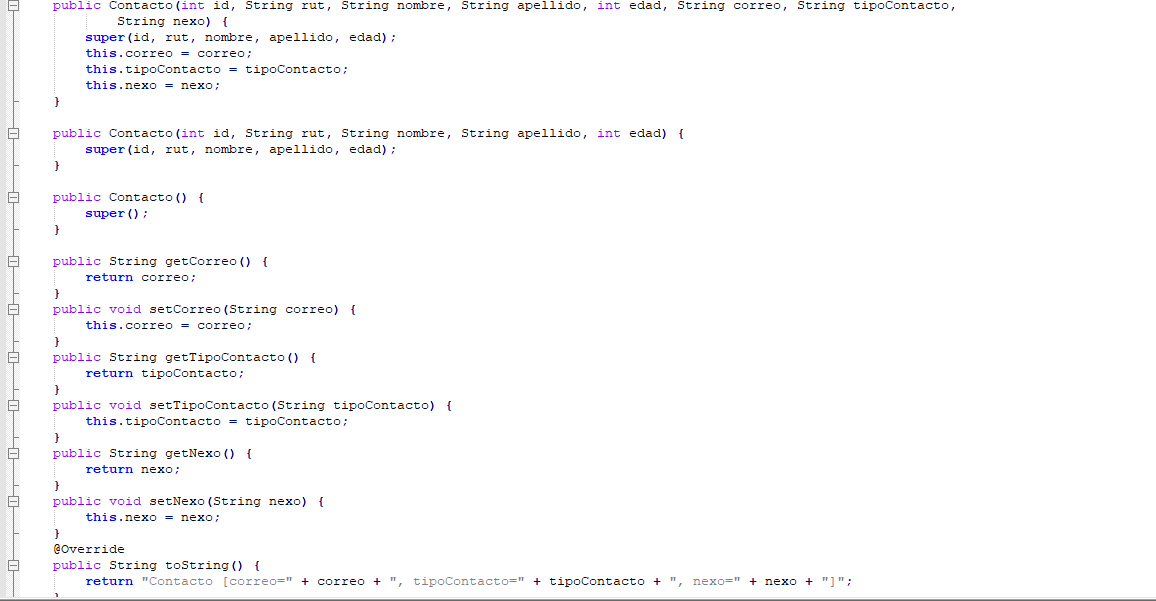 public Contacto(int id, String rut, String nombre, String apellido, int edad, String correo, String tipoContacto,
String nexo) {
super(id, rut, nombre, apellido, edad);
this.correo = correo;
this.tipoContacto = tipoContacto;
this.nexo = nexo;
}
public Contacto(int id, String rut, String nombre, String apellido, int edad) {
super(id, rut, nombre, apellido, edad);
}
public Contacto() {
super();
}
public String getCorreo() {
return correo;
}
public void setCorreo(String correo) {
this.correo = correo;
}
public String getTipoContacto() {
return tipoContacto;
}
public void setTipoContacto(String tipoContacto) {
this.tipoContacto = tipoContacto;
}
public String getNexo() {
return nexo;
}
public void setNexo(String nexo) {
this.nexo = nexo;
}
@Override
public String toString() {
return "Contacto [correo=" + correo + ", tipoContacto=" + tipoContacto + ", nexo=" + nexo + "]";
}